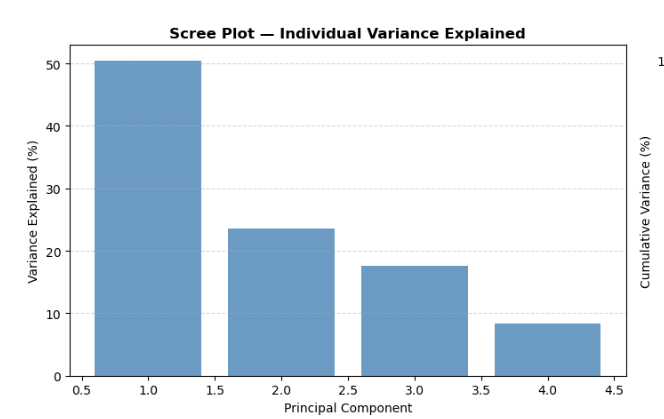 Scree Plot — Individual Variance Explained
Variance Explained (%)
50
40
30
20
10
0
0.5 1.0 1.5 2.0 2.5 3.0 3.5 4.0 4.5
Principal Component
1
Cumulative Variance (%)